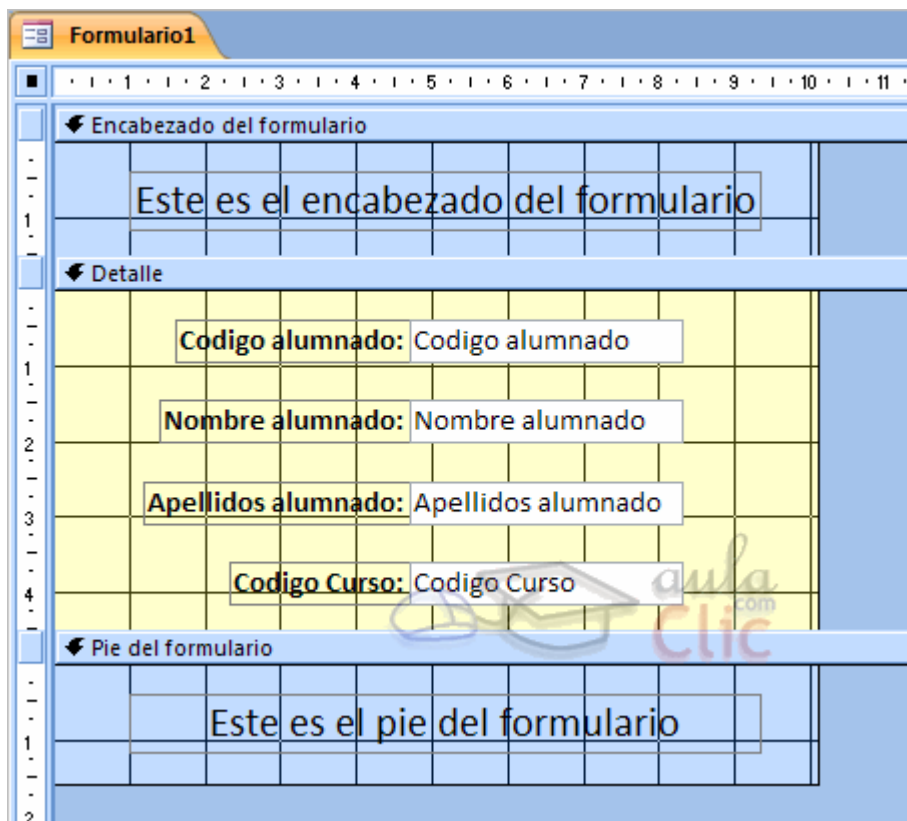 Formulario1
1 2 3 4 5 6 7 8 9 10 11
Encabezado del formulario
Este es el encabezado del formulario
1
Detalle
Codigo alumnado: Codigo alumnado
1
Nombre alumnado: Nombre alumnado
2
Apellidos alumnado: Apellidos alumnado
3
Codigo Curso: Codigo Curso
4
aula
Clic
com
Pie del formulario
Este es el pie del formulario
1
2